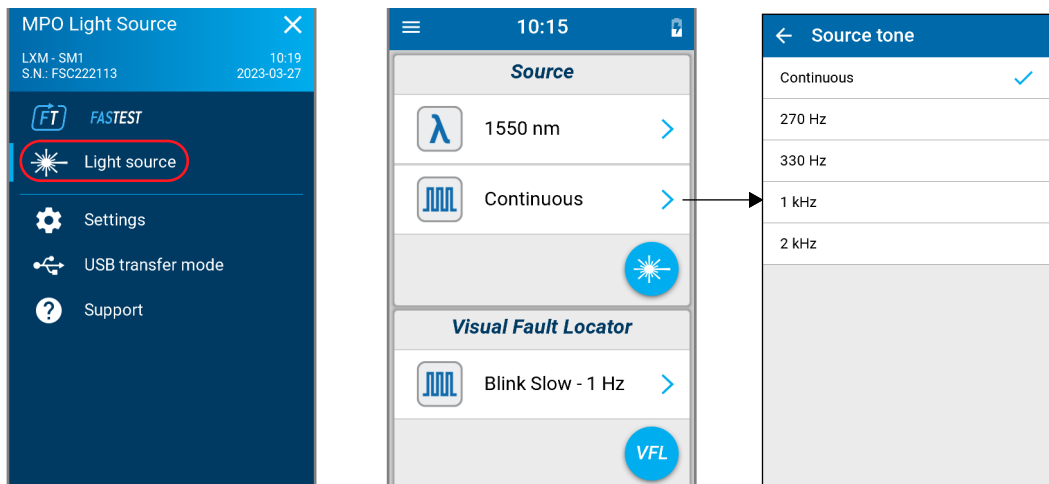 MPO Light Source
LXM - SM1 10:19
S.N.: FSC222113 2023-03-27
FT FASTEST
Light source
Settings
USB transfer mode
? Support
10:15
Source
λ 1550 nm
Continuous
Visual Fault Locator
Blink Slow - 1 Hz
VFL
Source tone
Continuous
270 Hz
330 Hz
1 kHz
2 kHz